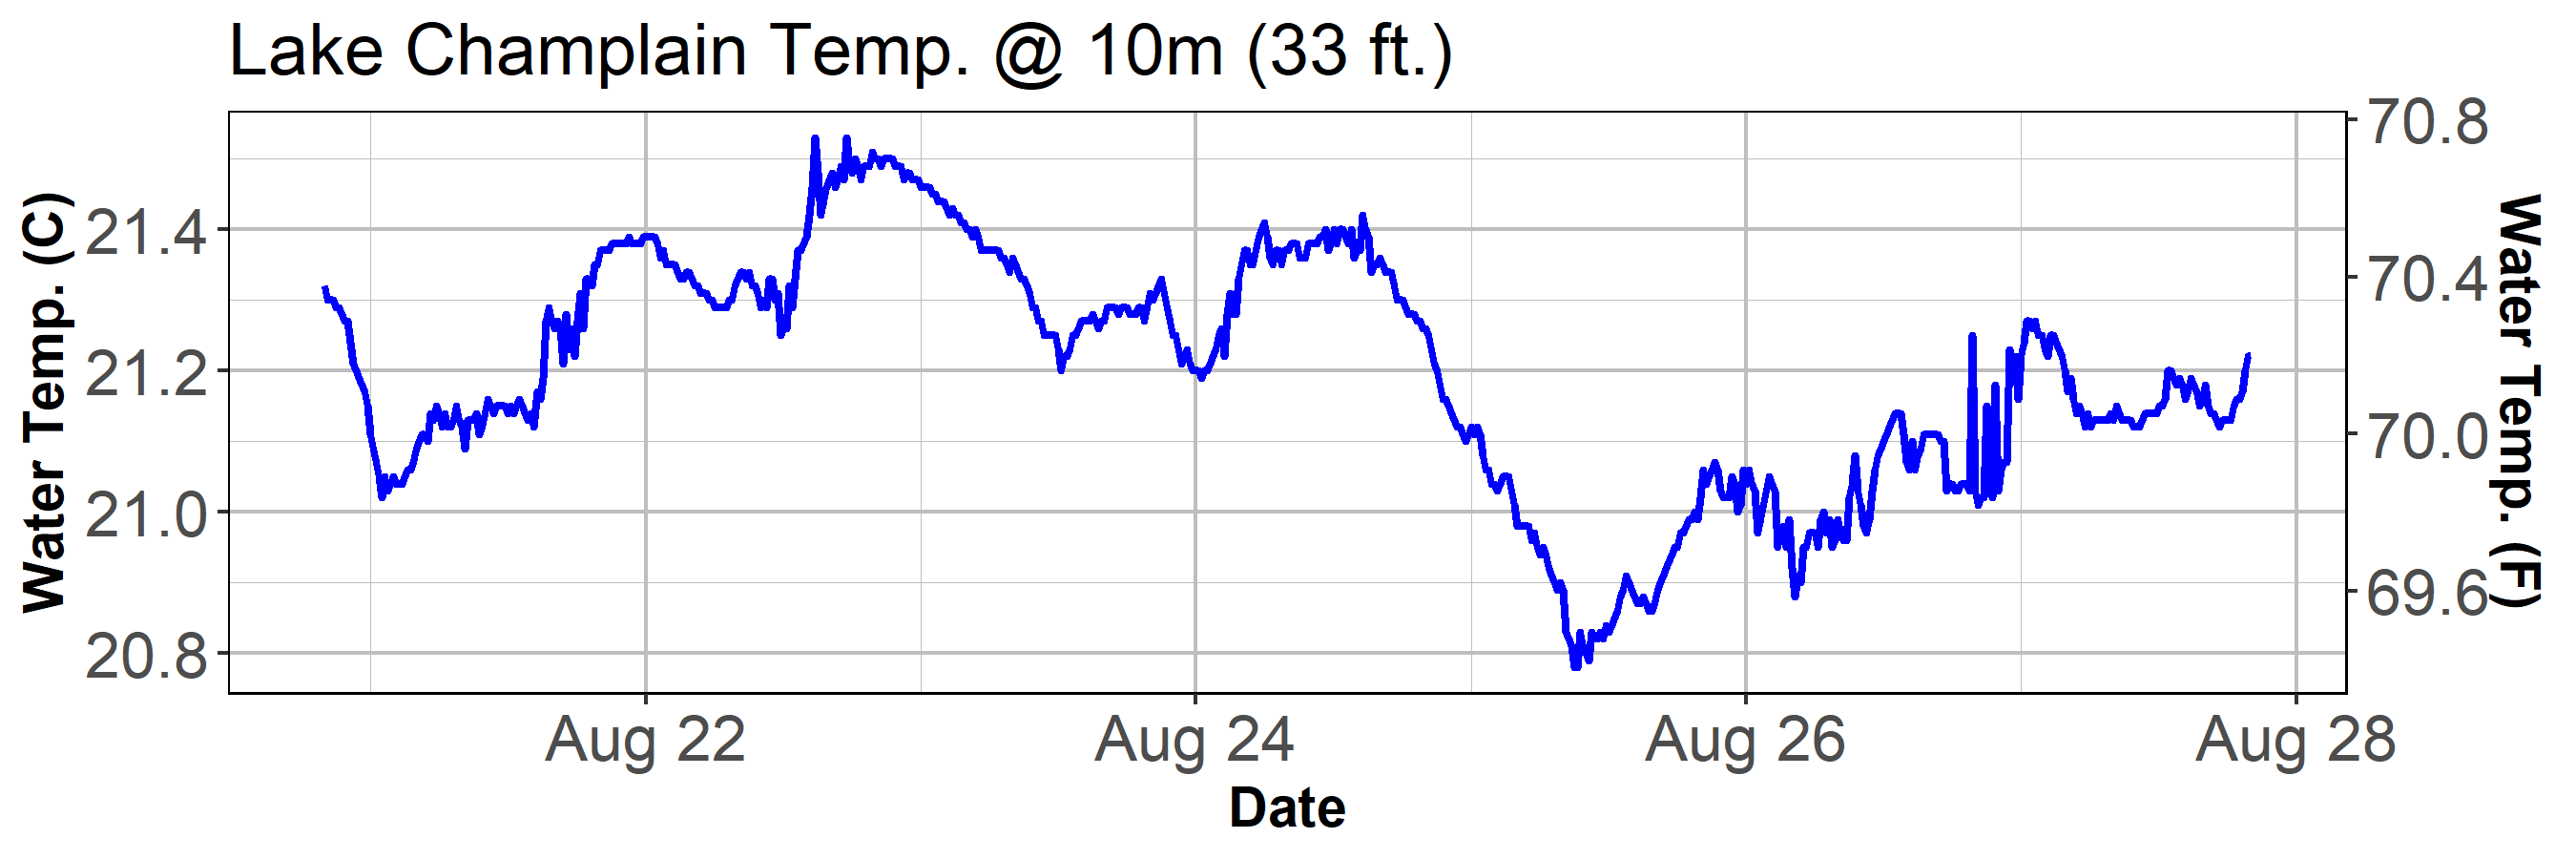 Lake Champlain Temp. @ 10m (33 ft.)
Water Temp. (C)
21.4
21.2
21.0
20.8
70.8
70.4
70.0
69.6
Water Temp. (F)
Aug 22
Aug 24
Aug 26
Aug 28
Date